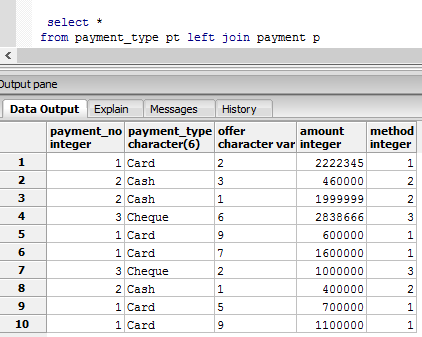 select *
from payment_type pt left join payment p
Output pane
Data Output Explain Messages History
payment_no payment_type offer amount method
integer character(6) character var integer integer
1 1 Card 2 2222345 1
2 2 Cash 3 460000 2
3 2 Cash 1 1999999 2
4 3 Cheque 6 2838666 3
5 1 Card 9 600000 1
6 1 Card 7 1600000 1
7 3 Cheque 2 1000000 3
8 2 Cash 1 400000 2
9 1 Card 5 700000 1
10 1 Card 9 1100000 1